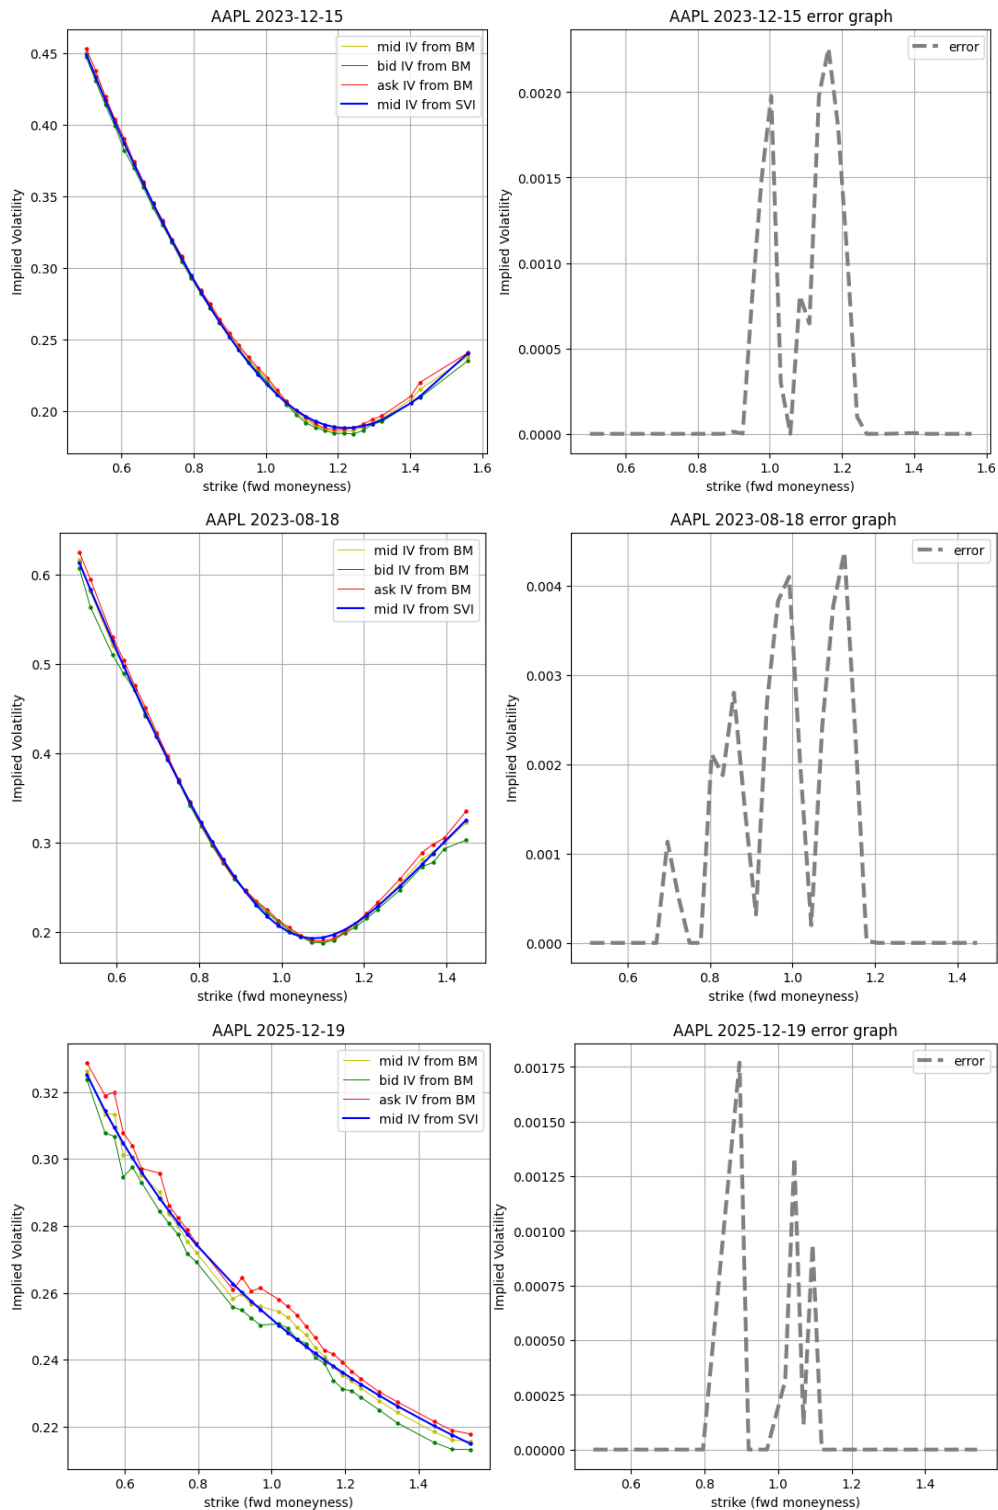 AAPL 2023-12-15
mid IV from BM
bid IV from BM
ask IV from BM
mid IV from SVI
0.45
0.40
0.35
0.30
0.25
0.20
Implied Volatility
0.6 0.8 1.0 1.2 1.4 1.6
strike (fwd moneyness)
AAPL 2023-12-15 error graph
error
0.0020
0.0015
0.0010
0.0005
0.0000
Implied Volatility
0.6 0.8 1.0 1.2 1.4 1.6
strike (fwd moneyness)
AAPL 2023-08-18
mid IV from BM
bid IV from BM
ask IV from BM
mid IV from SVI
0.6
0.5
0.4
0.3
0.2
Implied Volatility
0.6 0.8 1.0 1.2 1.4
strike (fwd moneyness)
AAPL 2023-08-18 error graph
error
0.004
0.003
0.002
0.001
0.000
Implied Volatility
0.6 0.8 1.0 1.2 1.4
strike (fwd moneyness)
AAPL 2025-12-19
mid IV from BM
bid IV from BM
ask IV from BM
mid IV from SVI
0.32
0.30
0.28
0.26
0.24
0.22
Implied Volatility
0.6 0.8 1.0 1.2 1.4
strike (fwd moneyness)
AAPL 2025-12-19 error graph
error
0.00175
0.00150
0.00125
0.00100
0.00075
0.00050
0.00025
0.00000
Implied Volatility
0.6 0.8 1.0 1.2 1.4
strike (fwd moneyness)